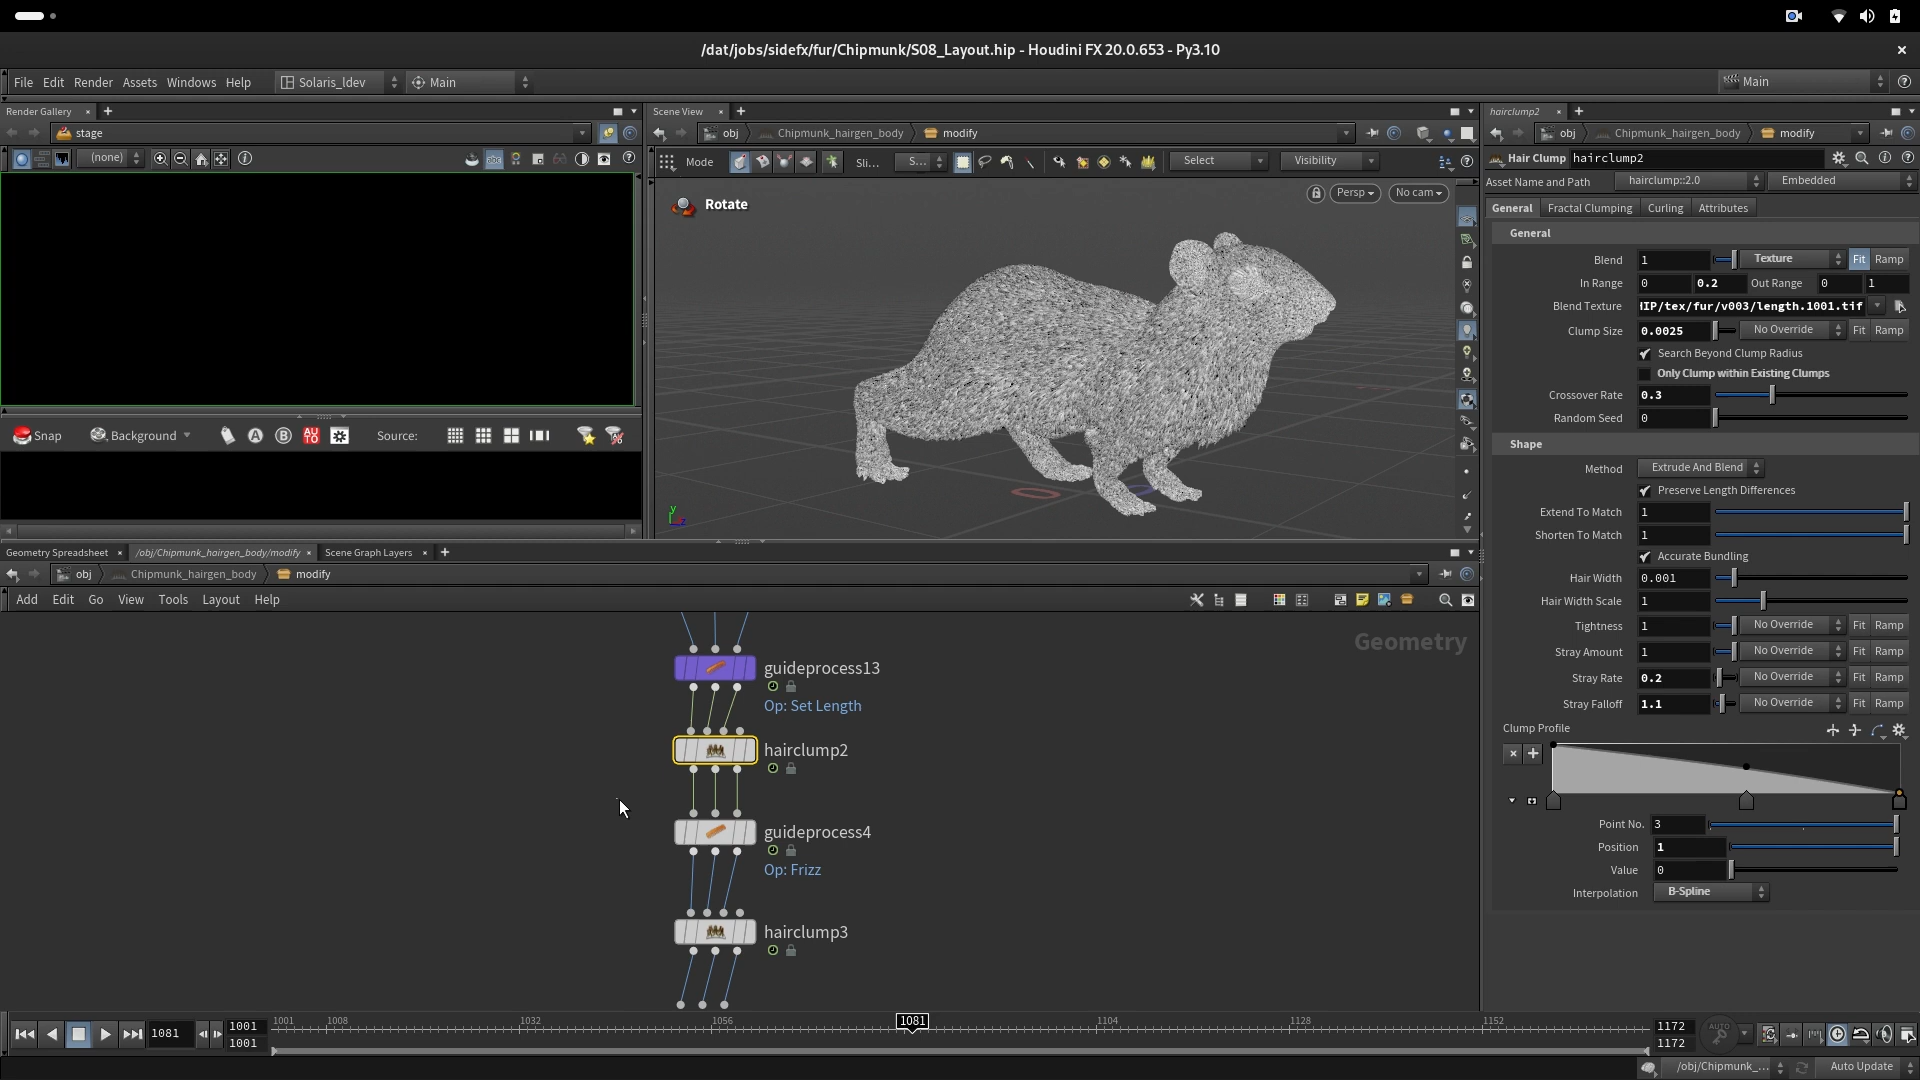 /dat/jobs/sidefx/fur/Chipmunk/S08_Layout.hip - Houdini FX 20.0.653 - Py3.10
File Edit Render Assets Windows Help Solaris_ldev Main Main
Render Gallery
stage
(none)
Snap Background A B AUTO Source:
Scene View
obj Chipmunk_hairgen_body modify
Mode Sli... S... Select Visibility
Rotate
Persp No cam
y
z
Geometry Spreadsheet /obj/Chipmunk_hairgen_body/modify Scene Graph Layers
obj Chipmunk_hairgen_body modify
Add Edit Go View Tools Layout Help
Geometry
guideprocess13
Op: Set Length
hairclump2
guideprocess4
Op: Frizz
hairclump3
hairclump2
obj Chipmunk_hairgen_body modify
Hair Clump hairclump2
Asset Name and Path hairclump::2.0 Embedded
General Fractal Clumping Curling Attributes
General
Blend 1 Texture Fit Ramp
In Range 0 0.2 Out Range 0 1
Blend Texture HIP/tex/fur/v003/length.1001.tif
Clump Size 0.0025 No Override Fit Ramp
Search Beyond Clump Radius
Only Clump within Existing Clumps
Crossover Rate 0.3
Random Seed 0
Shape
Method Extrude And Blend
Preserve Length Differences
Extend To Match 1
Shorten To Match 1
Accurate Bundling
Hair Width 0.001
Hair Width Scale 1
Tightness 1 No Override Fit Ramp
Stray Amount 1 No Override Fit Ramp
Stray Rate 0.2 No Override Fit Ramp
Stray Falloff 1.1 No Override Fit Ramp
Clump Profile
Point No. 3
Position 1
Value 0
Interpolation B-Spline
1081 1001 1001 1008 1032 1056 1081 1104 1128 1152 1172 AUTO
1001 1172
/obj/Chipmunk_... Auto Update